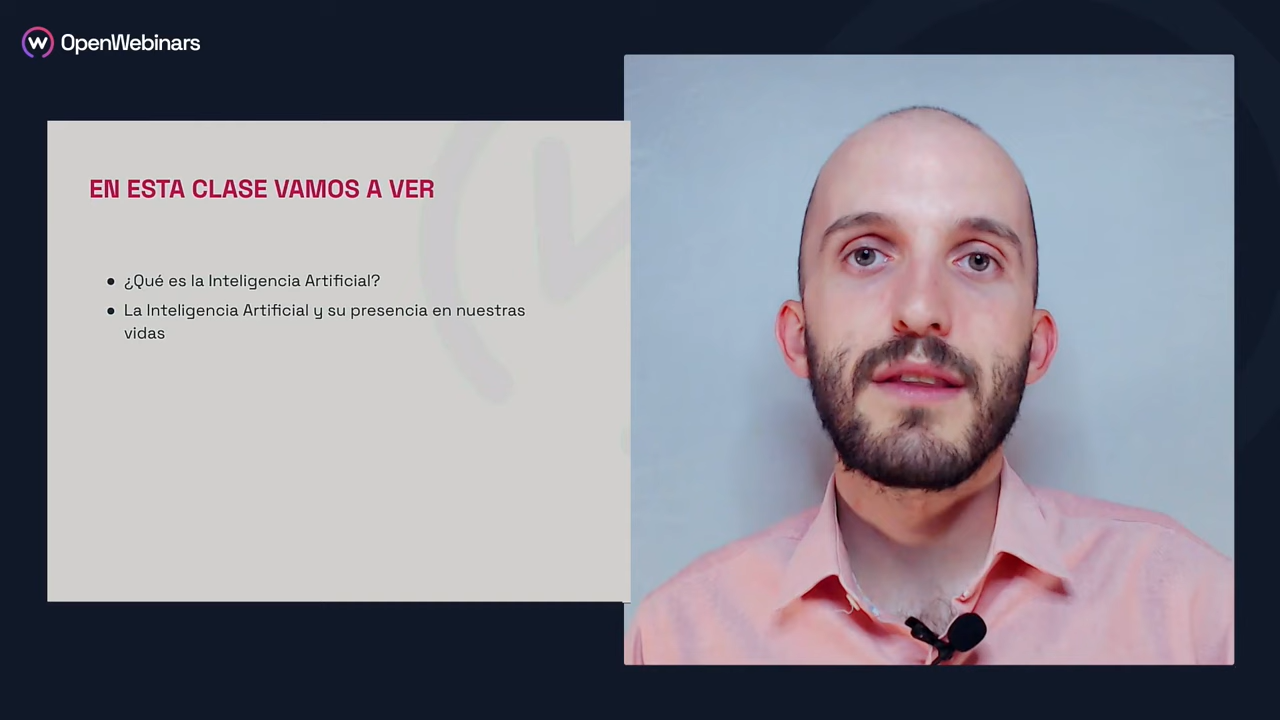 OpenWebinars
EN ESTA CLASE VAMOS A VER
● ¿Qué es la Inteligencia Artificial?
● La Inteligencia Artificial y su presencia en nuestras
vidas